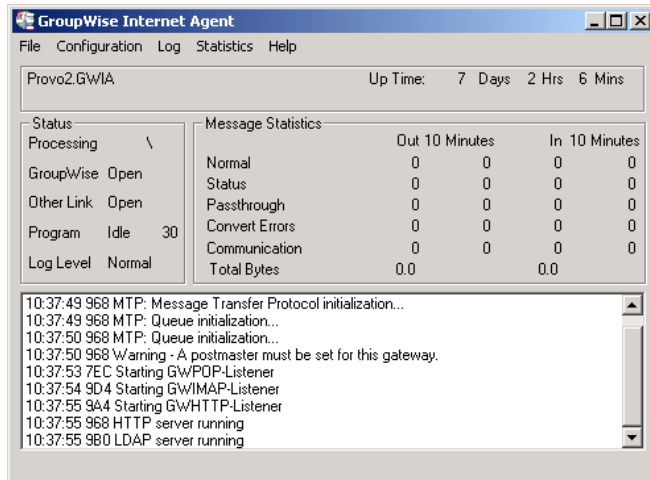 GroupWise Internet Agent
File Configuration Log Statistics Help
Provo2.GWIA Up Time: 7 Days 2 Hrs 6 Mins
Status
Processing \
GroupWise Open
Other Link Open
Program Idle 30
Log Level Normal
Message Statistics
Out 10 Minutes In 10 Minutes
Normal 0 0 0 0
Status 0 0 0 0
Passthrough 0 0 0 0
Convert Errors 0 0 0 0
Communication 0 0 0 0
Total Bytes 0.0 0.0
10:37:49 968 MTP: Message Transfer Protocol initialization...
10:37:49 968 MTP: Queue initialization...
10:37:50 968 MTP: Queue initialization...
10:37:50 968 Warning - A postmaster must be set for this gateway.
10:37:53 7EC Starting GWPOP-Listener
10:37:54 9D4 Starting GWIMAP-Listener
10:37:55 9A4 Starting GWHTTP-Listener
10:37:55 968 HTTP server running
10:37:55 9B0 LDAP server running